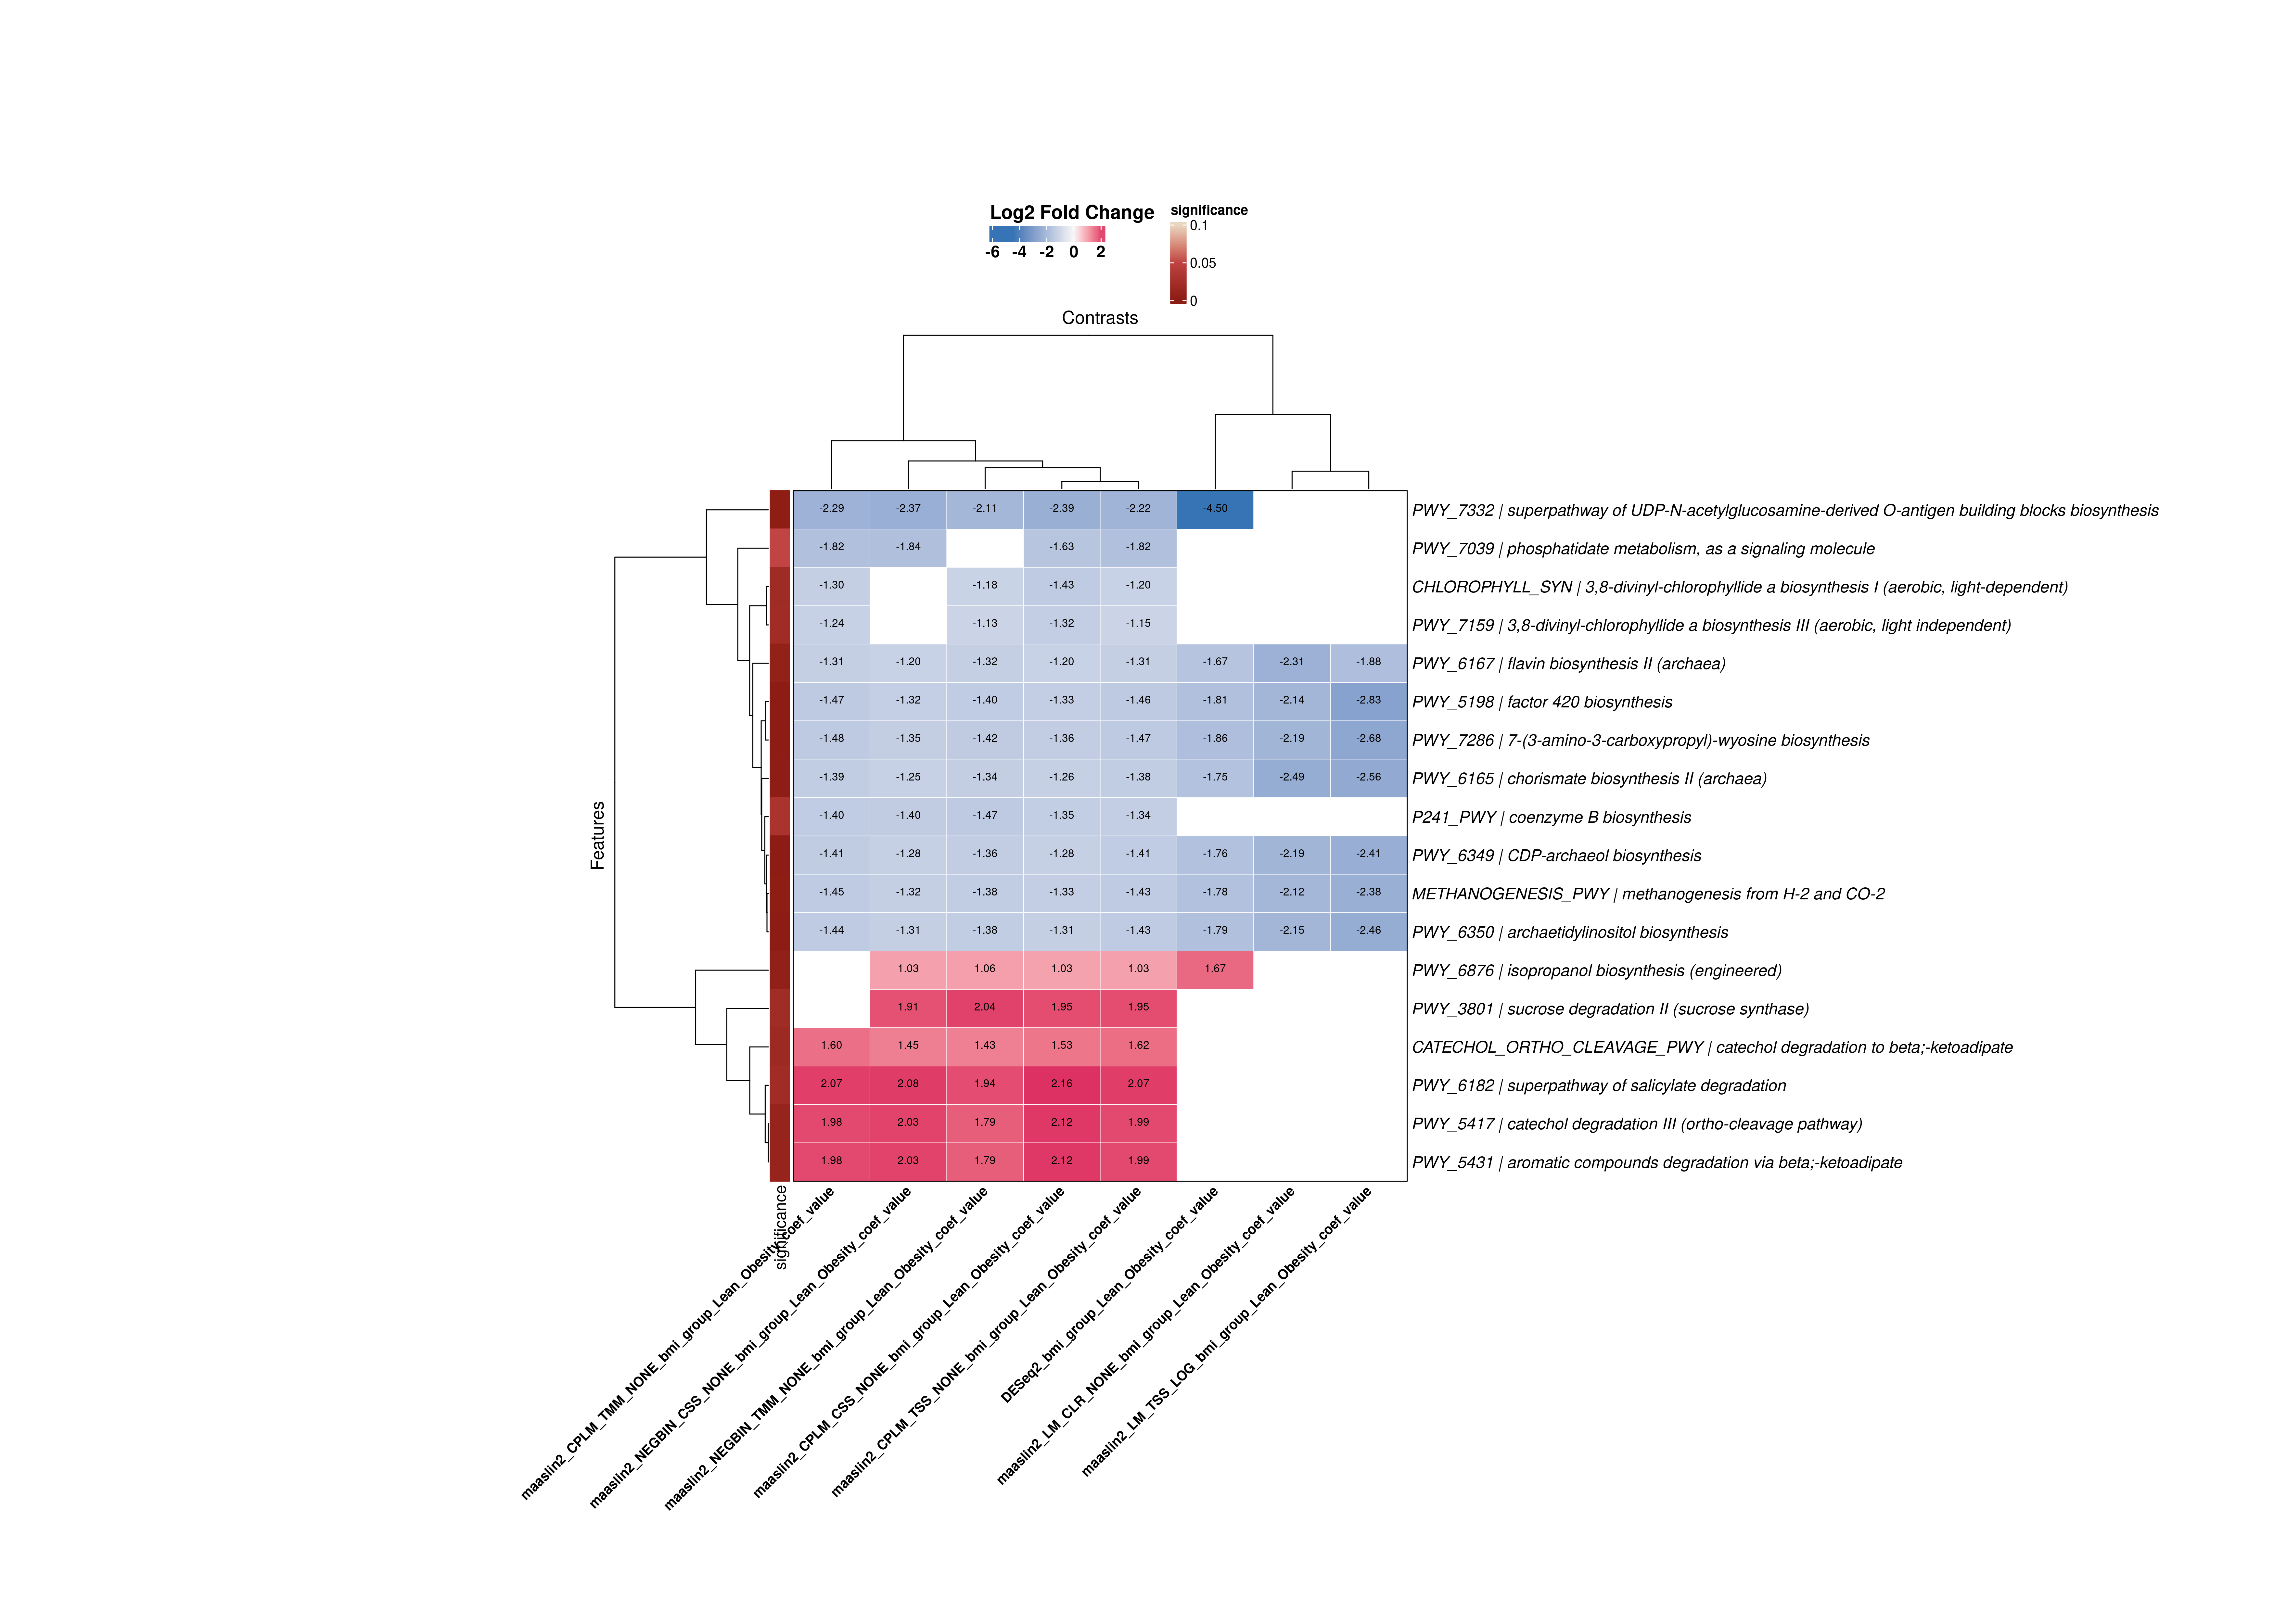 Log2 Fold Change
-6 -4 -2 0 2
significance
0.1
0.05
0
Contrasts
Features
-2.29 -2.37 -2.11 -2.39 -2.22 -4.50 PWY_7332 | superpathway of UDP-N-acetylglucosamine-derived O-antigen building blocks biosynthesis
-1.82 -1.84 -1.63 -1.82 PWY_7039 | phosphatidate metabolism, as a signaling molecule
-1.30 -1.18 -1.43 -1.20 CHLOROPHYLL_SYN | 3,8-divinyl-chlorophyllide a biosynthesis I (aerobic, light-dependent)
-1.24 -1.13 -1.32 -1.15 PWY_7159 | 3,8-divinyl-chlorophyllide a biosynthesis III (aerobic, light independent)
-1.31 -1.20 -1.32 -1.20 -1.31 -1.67 -2.31 -1.88 PWY_6167 | flavin biosynthesis II (archaea)
-1.47 -1.32 -1.40 -1.33 -1.46 -1.81 -2.14 -2.83 PWY_5198 | factor 420 biosynthesis
-1.48 -1.35 -1.42 -1.36 -1.47 -1.86 -2.19 -2.68 PWY_7286 | 7-(3-amino-3-carboxypropyl)-wyosine biosynthesis
-1.39 -1.25 -1.34 -1.26 -1.38 -1.75 -2.49 -2.56 PWY_6165 | chorismate biosynthesis II (archaea)
-1.40 -1.40 -1.47 -1.35 -1.34 P241_PWY | coenzyme B biosynthesis
-1.41 -1.28 -1.36 -1.28 -1.41 -1.76 -2.19 -2.41 PWY_6349 | CDP-archaeol biosynthesis
-1.45 -1.32 -1.38 -1.33 -1.43 -1.78 -2.12 -2.38 METHANOGENESIS_PWY | methanogenesis from H-2 and CO-2
-1.44 -1.31 -1.38 -1.31 -1.43 -1.79 -2.15 -2.46 PWY_6350 | archaetidylinositol biosynthesis
1.03 1.06 1.03 1.03 1.67 PWY_6876 | isopropanol biosynthesis (engineered)
1.91 2.04 1.95 1.95 PWY_3801 | sucrose degradation II (sucrose synthase)
1.60 1.45 1.43 1.53 1.62 CATECHOL_ORTHO_CLEAVAGE_PWY | catechol degradation to beta;-ketoadipate
2.07 2.08 1.94 2.16 2.07 PWY_6182 | superpathway of salicylate degradation
1.98 2.03 1.79 2.12 1.99 PWY_5417 | catechol degradation III (ortho-cleavage pathway)
1.98 2.03 1.79 2.12 1.99 PWY_5431 | aromatic compounds degradation via beta;-ketoadipate
significance
maaslin2_CPLM_TMM_NONE_bmi_group_Lean_Obesity_coef_value
maaslin2_NEGBIN_CSS_NONE_bmi_group_Lean_Obesity_coef_value
maaslin2_NEGBIN_TMM_NONE_bmi_group_Lean_Obesity_coef_value
maaslin2_CPLM_CSS_NONE_bmi_group_Lean_Obesity_coef_value
maaslin2_CPLM_TSS_NONE_bmi_group_Lean_Obesity_coef_value
DESeq2_bmi_group_Lean_Obesity_coef_value
maaslin2_LM_CLR_NONE_bmi_group_Lean_Obesity_coef_value
maaslin2_LM_TSS_LOG_bmi_group_Lean_Obesity_coef_value